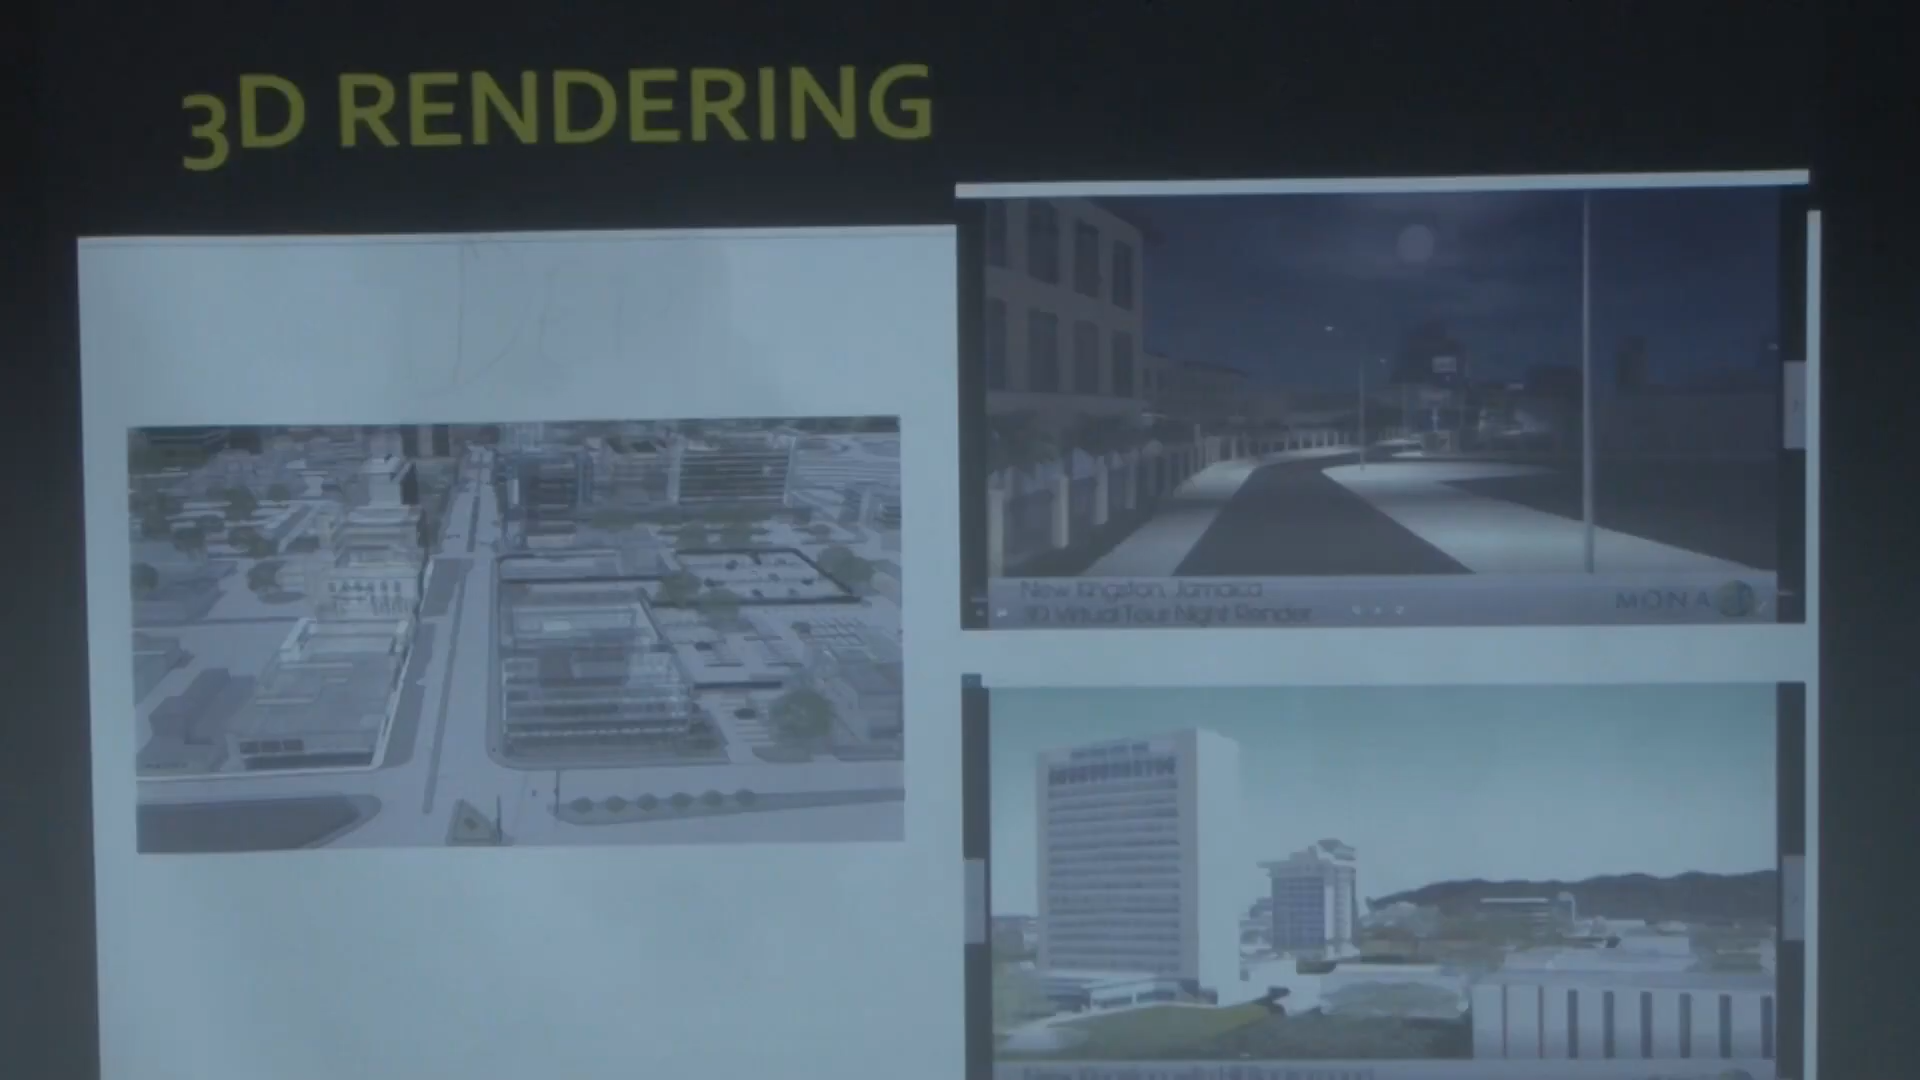 3D RENDERING
New Kingston, Jamaica
3D Virtual Tour Night Render
MONA